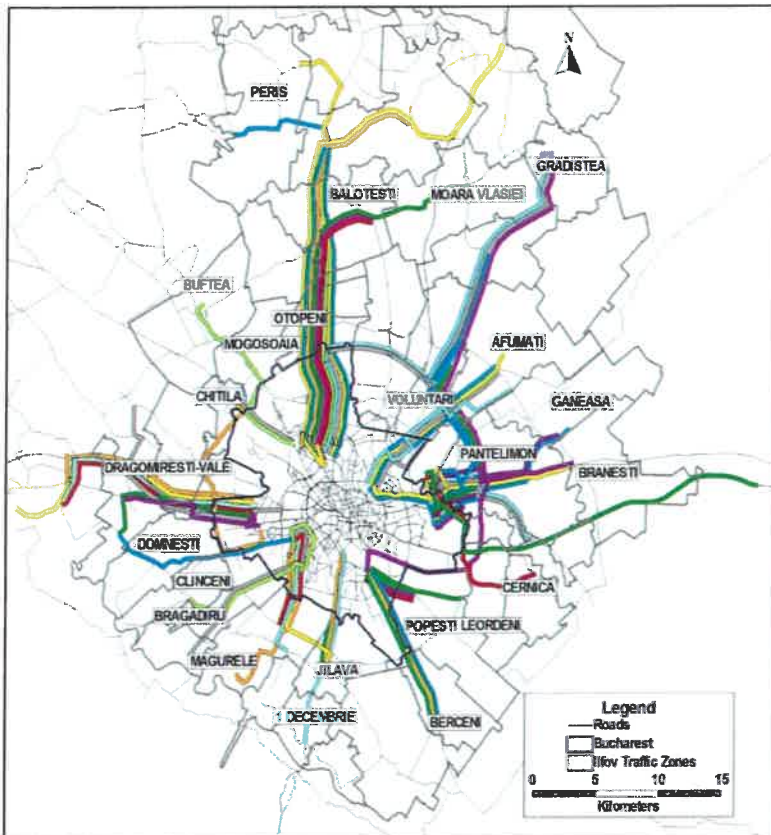 N
PERIS
GRADISTEA
BALOTESTI
MOARA VLASIEI
BUFTEA
OTOPENI
MOGOSOAIA
AFUMATI
CHITILA
VOLUNTARI
GANEASA
PANTELIMON
DRAGOMIRESTI-VALE
BRANESTI
DOMNESTI
CLINCENI
CERNICA
BRAGADIRU
POPESTI LEORDENI
MAGURELE
JILAVA
1 DECEMBRIE
BERCENI
Legend
Roads
Bucharest
Ilfov Traffic Zones
0 5 10 15
Kilometers